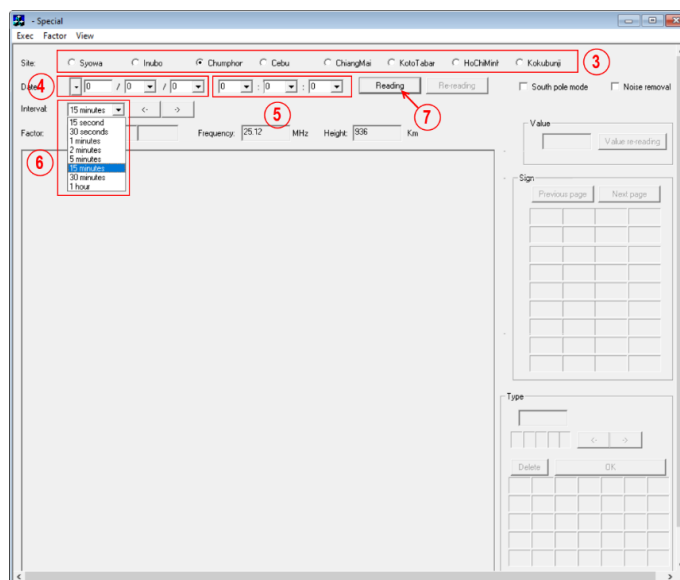 - Special
Exec Factor View
Site: Syowa Inubo Chumphor Cebu ChiangMai KotoTabar HoChiMinh Kokubunji 3
4 Date: - 0 / 0 / 0 0 : 0 : 0 Reading Re-reading South pole mode Noise removal
Interval: 15 minutes <- -> 5 7
Factor: Frequency: 25.12 MHz Height: 936 Km
15 second
30 seconds
1 minutes
2 minutes
5 minutes
15 minutes
30 minutes
1 hour
6
Value
Value re-reading
Sign
Previous page Next page
Type
<- ->
Delete OK